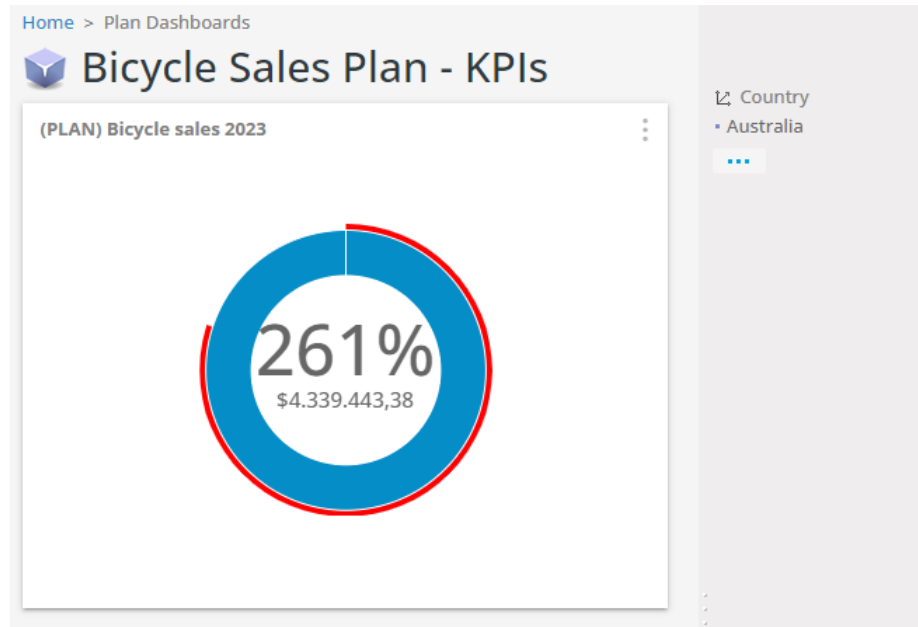 Home > Plan Dashboards
Bicycle Sales Plan - KPIs
(PLAN) Bicycle sales 2023
261%
$4.339.443,38
Country
Australia